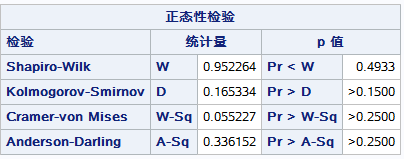 正态性检验
检验 统计量 p 值
Shapiro-Wilk W 0.952264 Pr < W 0.4933
Kolmogorov-Smirnov D 0.165334 Pr > D >0.1500
Cramer-von Mises W-Sq 0.055227 Pr > W-Sq >0.2500
Anderson-Darling A-Sq 0.336152 Pr > A-Sq >0.2500